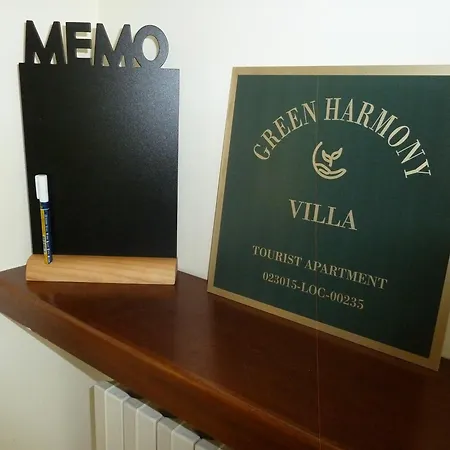 MEMO
GREEN HARMONY
VILLA
TOURIST APARTMENT
023015-LOC-00235